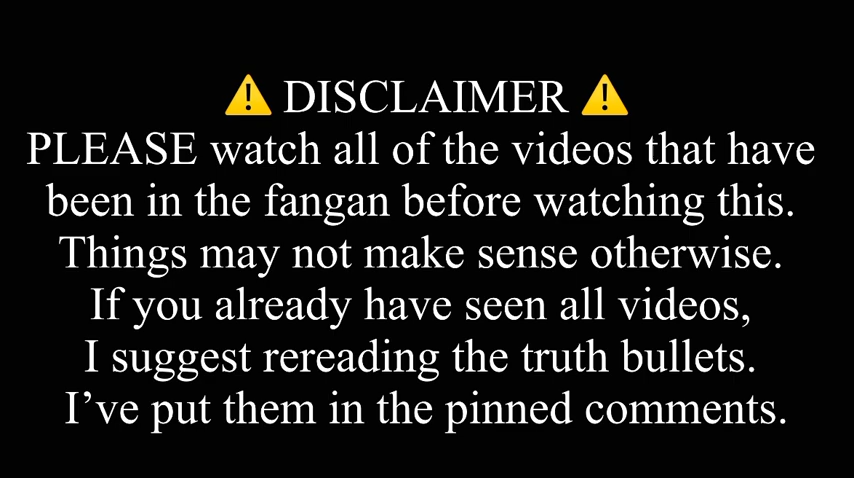 ⚠️ DISCLAIMER ⚠️
PLEASE watch all of the videos that have
been in the fangan before watching this.
Things may not make sense otherwise.
If you already have seen all videos,
I suggest rereading the truth bullets.
I’ve put them in the pinned comments.